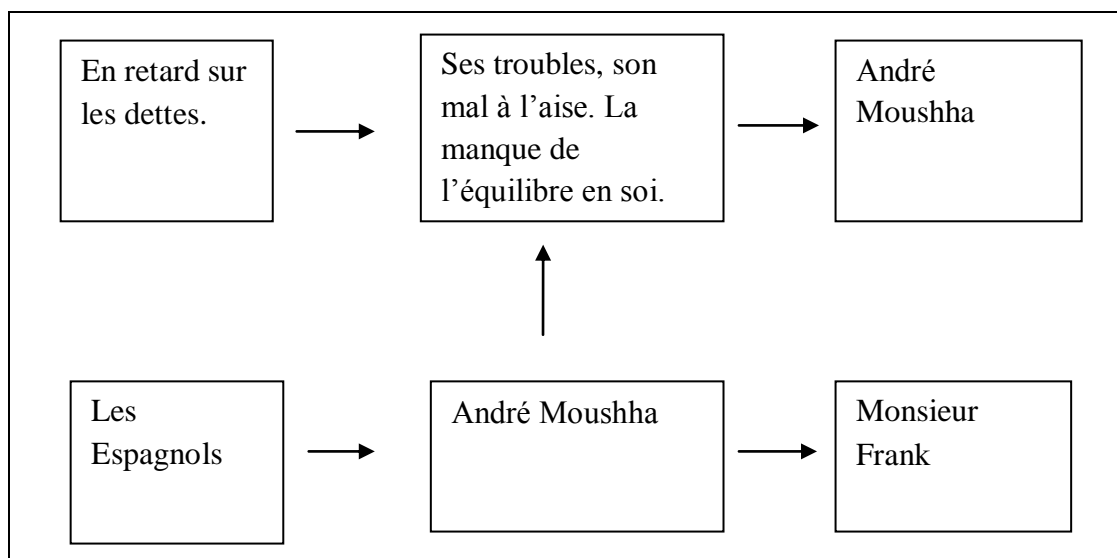 En retard sur
les dettes.
Ses troubles, son
mal à l’aise. La
manque de
l’équilibre en soi.
André
Moushha
Les
Espagnols
André Moushha
Monsieur
Frank